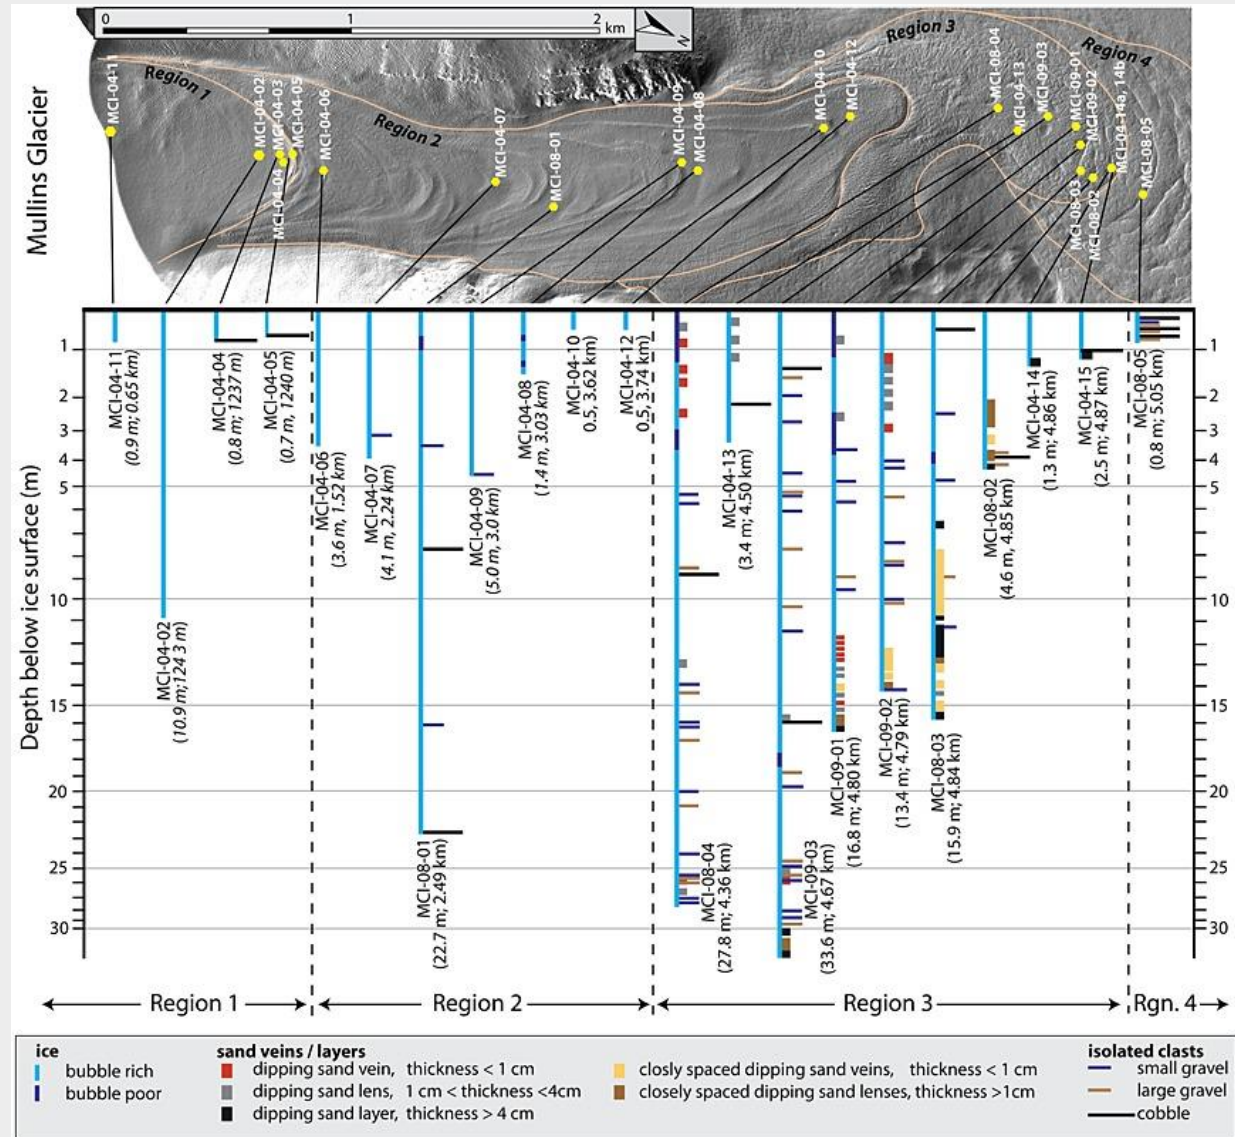 0 1 2 km
N
Mullins Glacier
Region 1
Region 2
Region 3
Region 4
MCI-04-11
MCI-04-02
MCI-04-03
MCI-04-04
MCI-04-05
MCI-04-06
MCI-04-07
MCI-08-01
MCI-04-09
MCI-04-08
MCI-04-10
MCI-04-12
MCI-08-04
MCI-04-13
MCI-09-03
MCI-09-01
MCI-09-02
MCI-08-03
MCI-08-02
MCI-04-14a, 14b
MCI-08-05
Depth below ice surface (m)
1
2
3
4
5
10
15
20
25
30
MCI-04-11
(0.9 m; 0.65 km)
MCI-04-02
(10.9 m;124 3 m)
MCI-04-04
(0.8 m; 1237 m)
MCI-04-05
(0.7 m, 1240 m)
MCI-04-06
(3.6 m, 1.52 km)
MCI-04-07
(4.1 m, 2.24 km)
MCI-08-01
(22.7 m; 2.49 km)
MCI-04-09
(5.0 m, 3.0 km)
MCI-04-08
(1.4 m, 3.03 km)
MCI-04-10
0.5, 3.62 km)
MCI-04-12
0.5, 3.74 km)
MCI-08-04
(27.8 m; 4.36 km)
MCI-04-13
(3.4 m; 4.50 km)
MCI-09-03
(33.6 m; 4.67 km)
MCI-09-01
(16.8 m; 4.80 km)
MCI-09-02
(13.4 m; 4.79 km)
MCI-08-03
(15.9 m; 4.84 km)
MCI-08-02
(4.6 m, 4.85 km)
MCI-04-14
(1.3 m; 4.86 km)
MCI-04-15
(2.5 m; 4.87 km)
MCI-08-05
(0.8 m; 5.05 km)
1
2
3
4
5
10
15
20
25
30
Region 1
Region 2
Region 3
Rgn. 4
ice
bubble rich
bubble poor
sand veins / layers
dipping sand vein, thickness < 1 cm
dipping sand lens, 1 cm < thickness <4cm
dipping sand layer, thickness > 4 cm
closly spaced dipping sand veins, thickness < 1 cm
closely spaced dipping sand lenses, thickness >1cm
isolated clasts
small gravel
large gravel
cobble